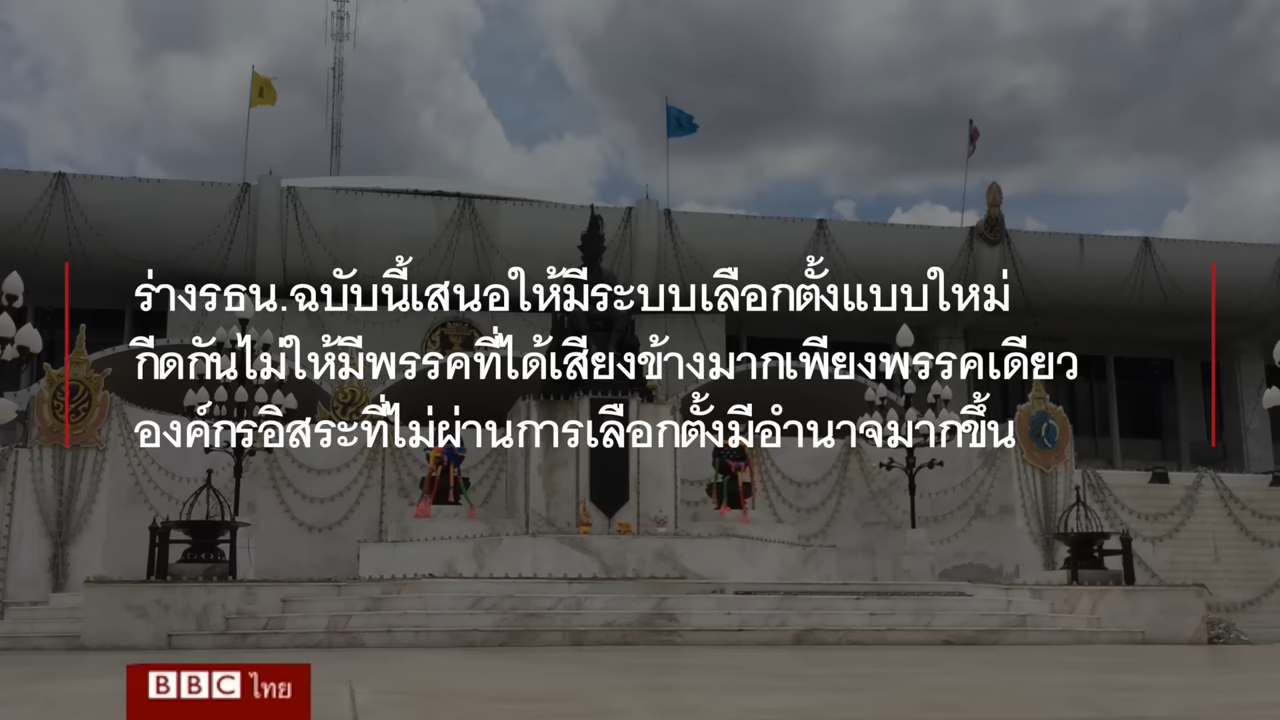 ร่างรธน.ฉบับนี้เสนอให้มีระบบเลือกตั้งแบบใหม่
กีดกันไม่ให้มีพรรคที่ได้เสียงข้างมากเพียงพรรคเดียว
องค์กรอิสระที่ไม่ผ่านการเลือกตั้งมีอำนาจมากขึ้น
BBC ไทย